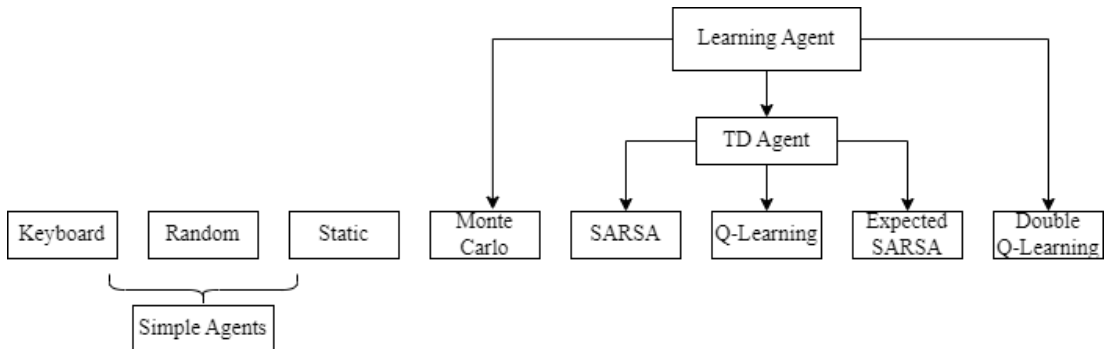 Learning Agent
TD Agent
Keyboard
Random
Static
Monte
Carlo
SARSA
Q-Learning
Expected
SARSA
Double
Q-Learning
Simple Agents